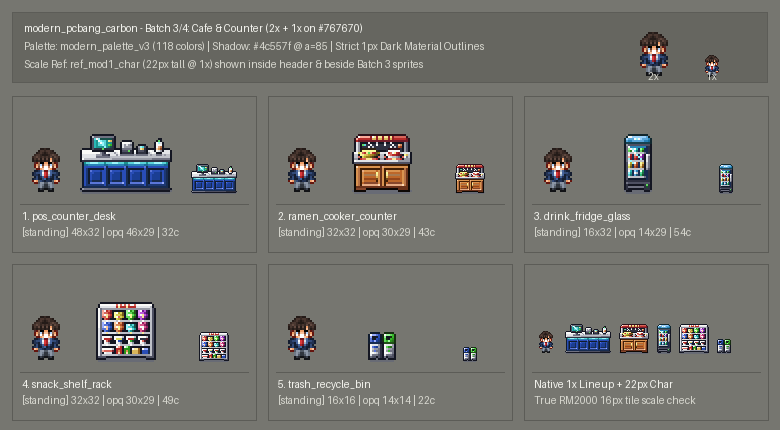 modern_pcbang_carbon - Batch 3/4: Cafe & Counter (2x + 1x on #767670)
Palette: modern_palette_v3 (118 colors) | Shadow: #4c557f @ a=85 | Strict 1px Dark Material Outlines
Scale Ref: ref_mod1_char (22px tall @ 1x) shown inside header & beside Batch 3 sprites
2x 1x
1. pos_counter_desk
[standing] 48x32 | opq 46x29 | 32c
2. ramen_cooker_counter
[standing] 32x32 | opq 30x29 | 43c
3. drink_fridge_glass
[standing] 16x32 | opq 14x29 | 54c
4. snack_shelf_rack
[standing] 32x32 | opq 30x29 | 49c
5. trash_recycle_bin
[standing] 16x16 | opq 14x14 | 22c
Native 1x Lineup + 22px Char
True RM2000 16px tile scale check